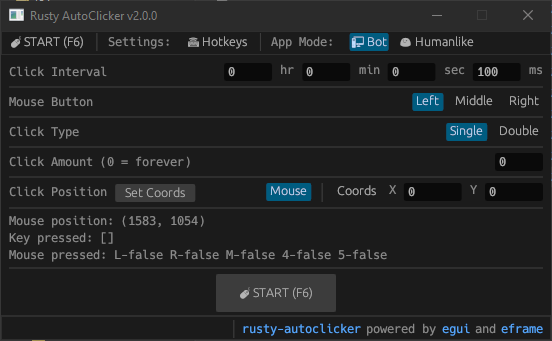 Rusty AutoClicker v2.0.0
START (F6) Settings: Hotkeys App Mode: Bot Humanlike
Click Interval 0 hr 0 min 0 sec 100 ms
Mouse Button Left Middle Right
Click Type Single Double
Click Amount (0 = forever) 0
Click Position Set Coords Mouse Coords X 0 Y 0
Mouse position: (1583, 1054)
Key pressed: []
Mouse pressed: L-false R-false M-false 4-false 5-false
START (F6)
rusty-autoclicker powered by egui and eframe